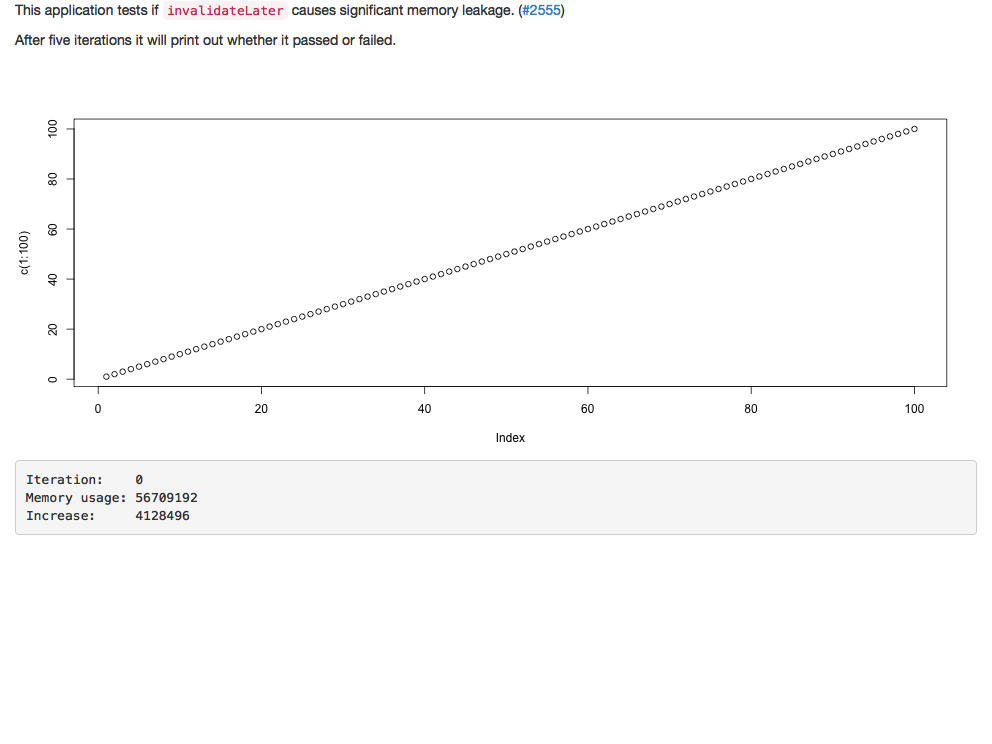 This application tests if invalidateLater causes significant memory leakage. (#2555)
After five iterations it will print out whether it passed or failed.
100
80
60
40
20
0
c(1:100)
0 20 40 60 80 100
Index
Iteration:    0
Memory usage: 56709192
Increase:     4128496